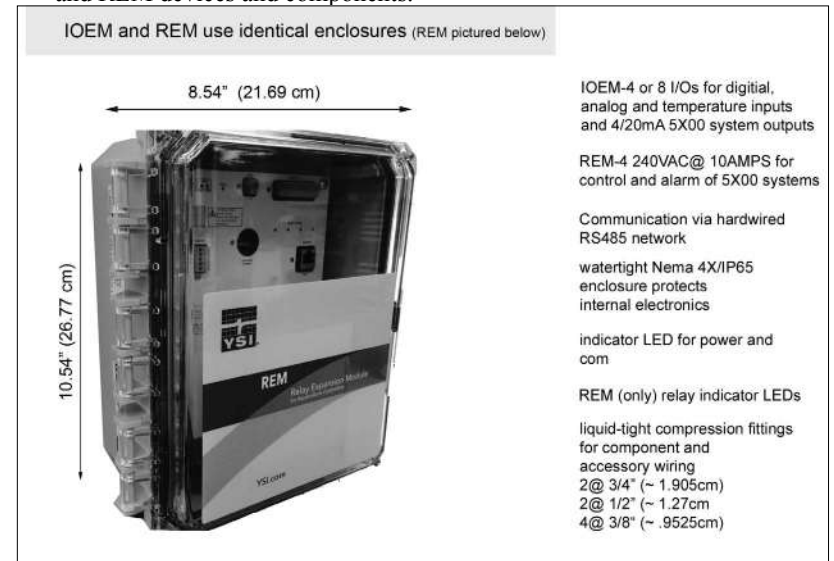 and REM devices and components.
IOEM and REM use identical enclosures (REM pictured below)
8.54" (21.69 cm)
10.54" (26.77 cm)
YSI
REM
Relay Expansion Module
YSI.com
IOEM-4 or 8 I/Os for digitial,
analog and temperature inputs
and 4/20mA 5X00 system outputs
REM-4 240VAC@ 10AMPS for
control and alarm of 5X00 systems
Communication via hardwired
RS485 network
watertight Nema 4X/IP65
enclosure protects
internal electronics
indicator LED for power and
com
REM (only) relay indicator LEDs
liquid-tight compression fittings
for component and
accessory wiring
2@ 3/4" (~ 1.905cm)
2@ 1/2" (~ 1.27cm
4@ 3/8" (~ .9525cm)